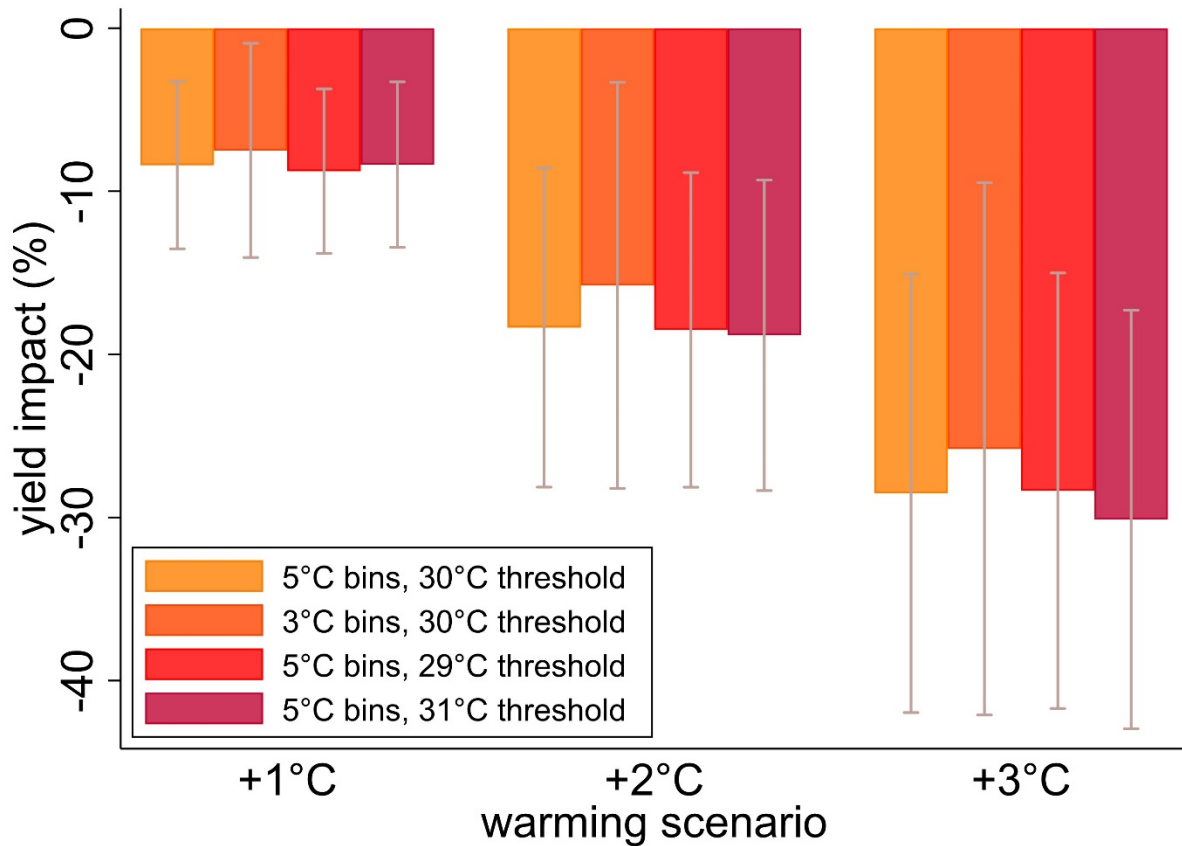 yield impact (%)
0
-10
-20
-30
-40
5°C bins, 30°C threshold
3°C bins, 30°C threshold
5°C bins, 29°C threshold
5°C bins, 31°C threshold
+1°C +2°C +3°C
warming scenario